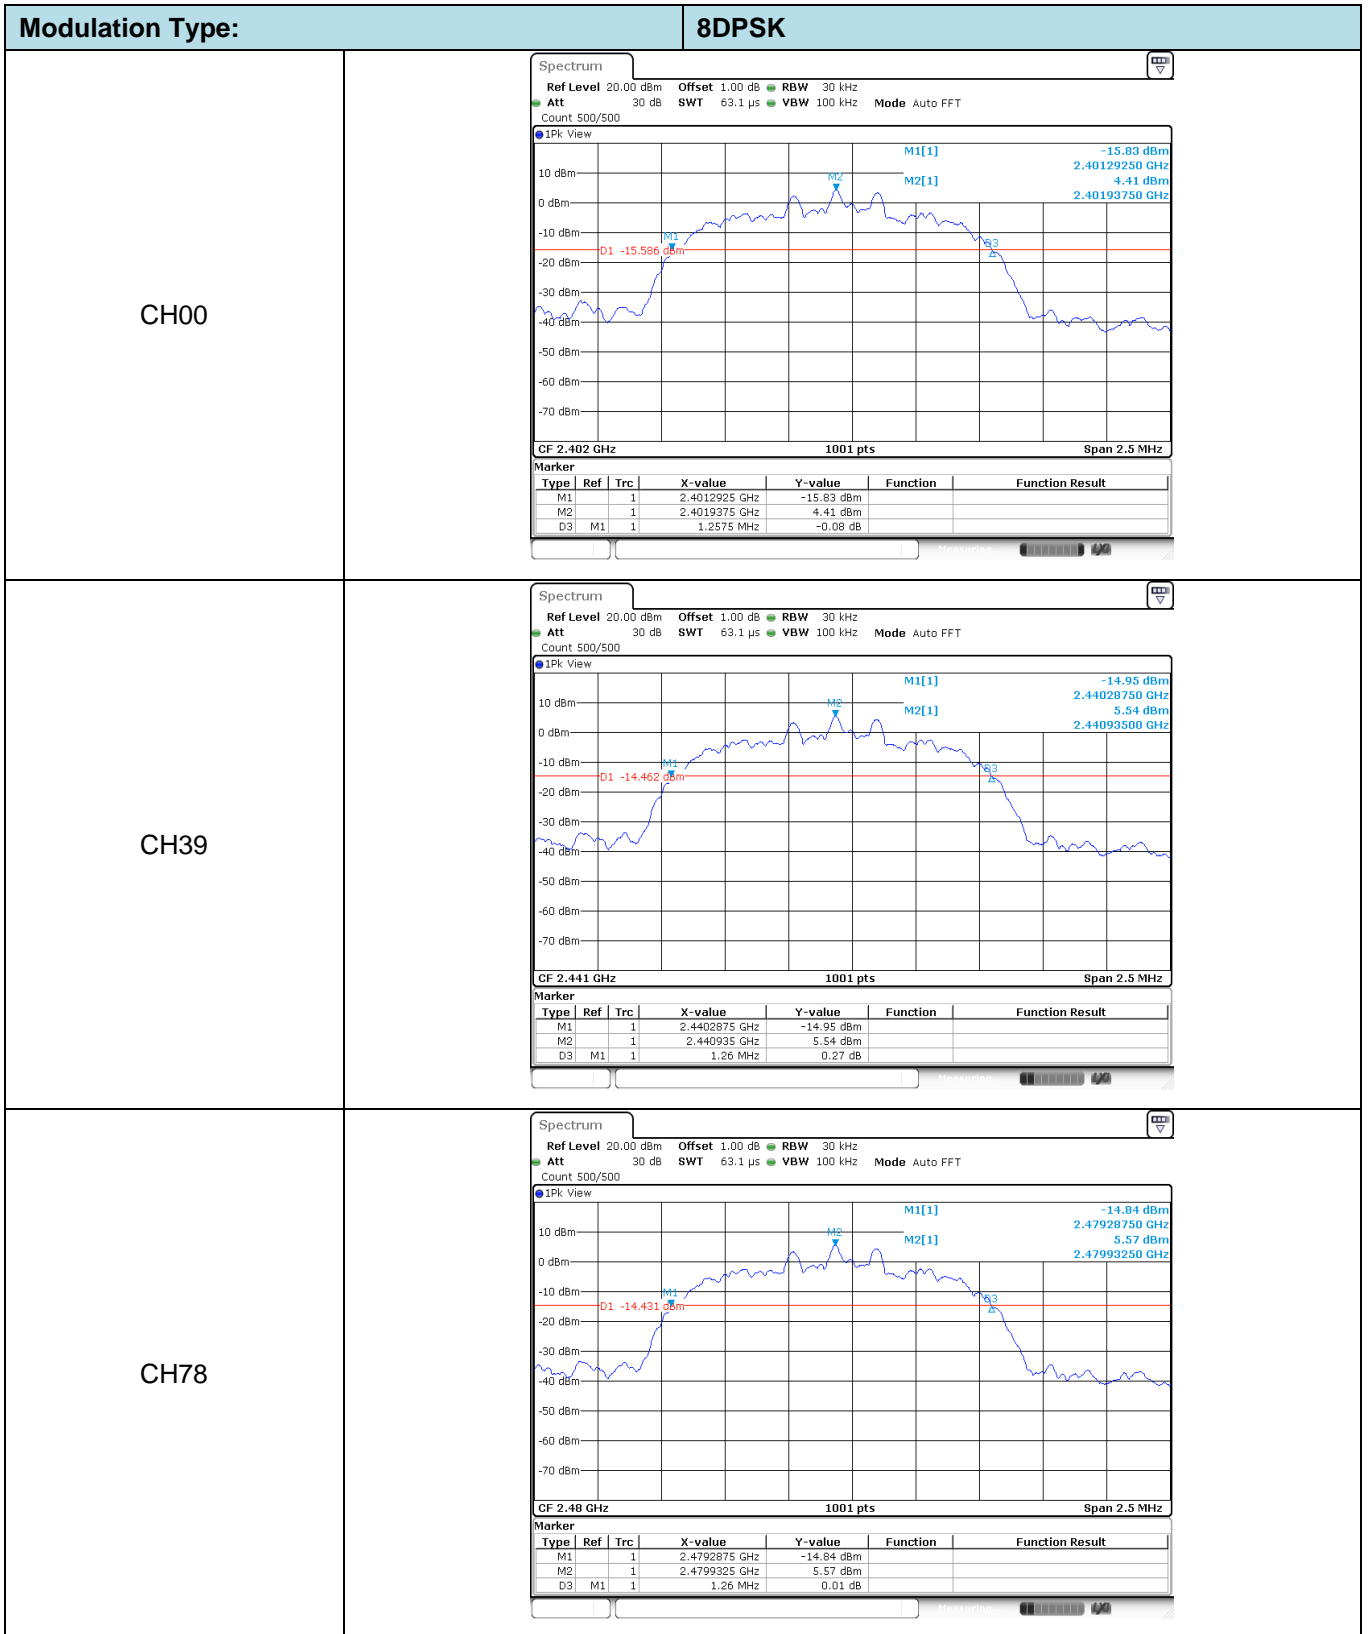 Modulation Type: 8DPSK
CH00
Spectrum
Ref Level 20.00 dBm Offset 1.00 dB RBW 30 kHz
Att 30 dB SWT 63.1 µs VBW 100 kHz Mode Auto FFT
Count 500/500
1Pk View
M1[1] -15.83 dBm
2.40129250 GHz
M2[1] 4.41 dBm
2.40193750 GHz
10 dBm
M2
0 dBm
-10 dBm
M1
D1 -15.586 dBm
D3
-20 dBm
-30 dBm
-40 dBm
-50 dBm
-60 dBm
-70 dBm
CF 2.402 GHz 1001 pts Span 2.5 MHz
Marker
Type Ref Trc X-value Y-value Function Function Result
M1 1 2.4012925 GHz -15.83 dBm
M2 1 2.4019375 GHz 4.41 dBm
D3 M1 1 1.2575 MHz -0.08 dB
Measuring
CH39
Spectrum
Ref Level 20.00 dBm Offset 1.00 dB RBW 30 kHz
Att 30 dB SWT 63.1 µs VBW 100 kHz Mode Auto FFT
Count 500/500
1Pk View
M1[1] -14.95 dBm
2.44028750 GHz
M2[1] 5.54 dBm
2.44093500 GHz
10 dBm
M2
0 dBm
-10 dBm
M1
D1 -14.462 dBm
D3
-20 dBm
-30 dBm
-40 dBm
-50 dBm
-60 dBm
-70 dBm
CF 2.441 GHz 1001 pts Span 2.5 MHz
Marker
Type Ref Trc X-value Y-value Function Function Result
M1 1 2.4402875 GHz -14.95 dBm
M2 1 2.440935 GHz 5.54 dBm
D3 M1 1 1.26 MHz 0.27 dB
Measuring
CH78
Spectrum
Ref Level 20.00 dBm Offset 1.00 dB RBW 30 kHz
Att 30 dB SWT 63.1 µs VBW 100 kHz Mode Auto FFT
Count 500/500
1Pk View
M1[1] -14.84 dBm
2.47928750 GHz
M2[1] 5.57 dBm
2.47993250 GHz
10 dBm
M2
0 dBm
-10 dBm
M1
D1 -14.431 dBm
D3
-20 dBm
-30 dBm
-40 dBm
-50 dBm
-60 dBm
-70 dBm
CF 2.48 GHz 1001 pts Span 2.5 MHz
Marker
Type Ref Trc X-value Y-value Function Function Result
M1 1 2.4792875 GHz -14.84 dBm
M2 1 2.4799325 GHz 5.57 dBm
D3 M1 1 1.26 MHz 0.01 dB
Measuring